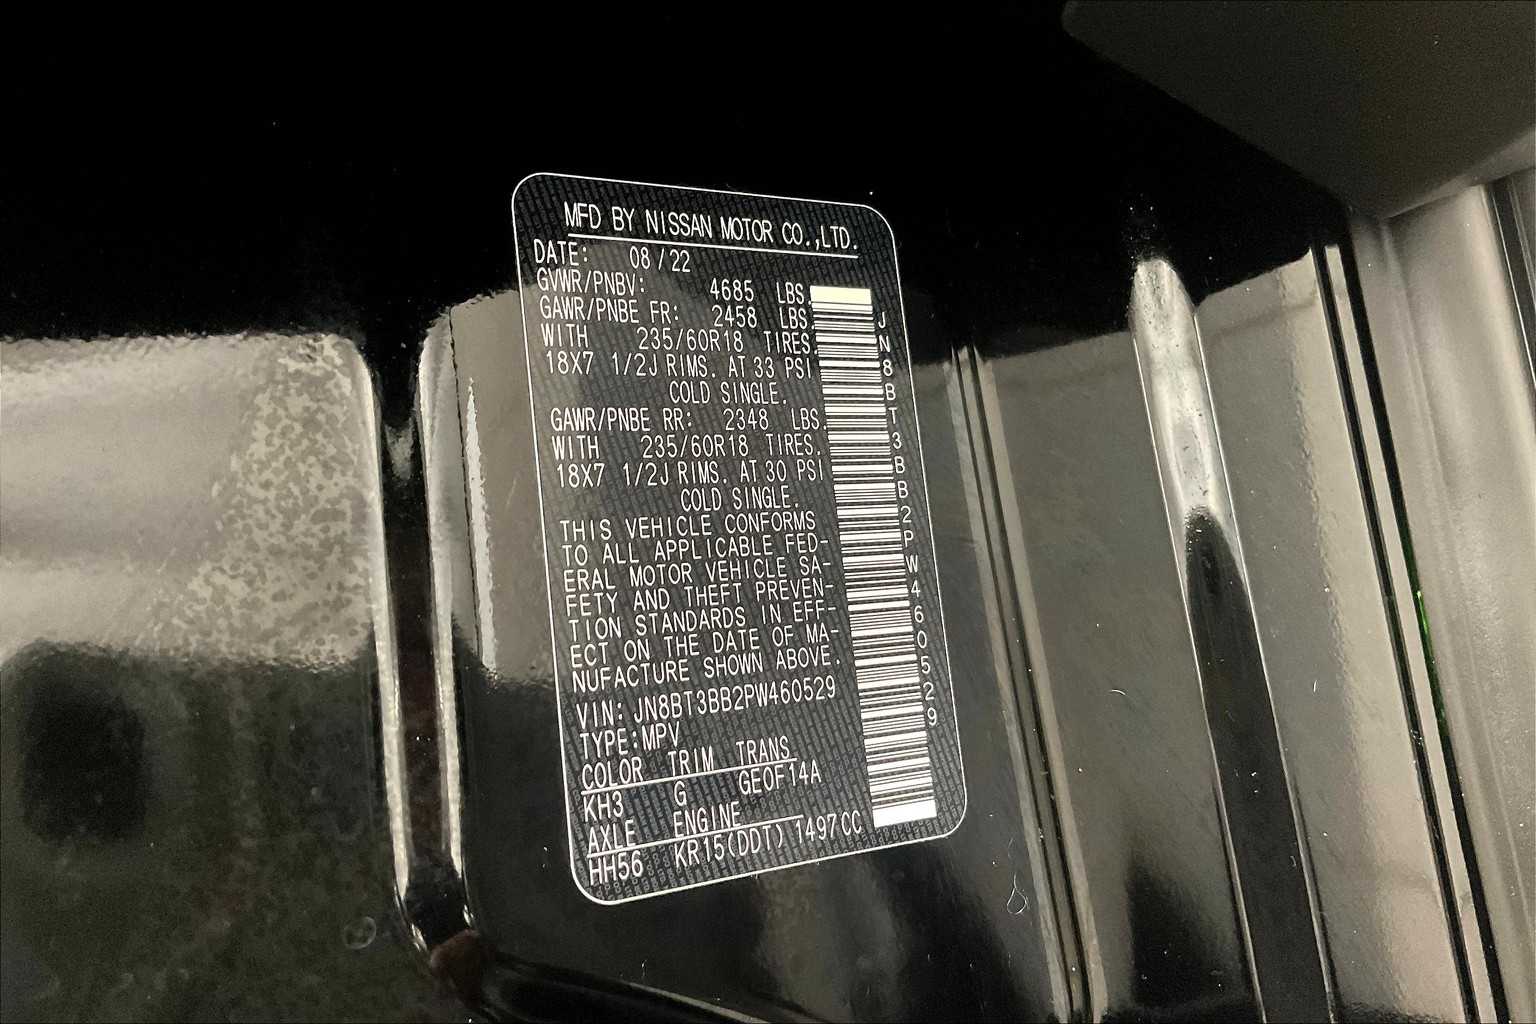 MFD BY NISSAN MOTOR CO.,LTD.
DATE: 08/22
GVWR/PNBV: 4685 LBS
GAWR/PNBE FR: 2458 LBS
WITH 235/60R18 TIRES.
18X7 1/2J RIMS. AT 33 PSI
COLD SINGLE.
GAWR/PNBE RR: 2348 LBS.
WITH 235/60R18 TIRES.
18X7 1/2J RIMS. AT 30 PSI
COLD SINGLE.
THIS VEHICLE CONFORMS
TO ALL APPLICABLE FED-
ERAL MOTOR VEHICLE SA-
FETY AND THEFT PREVEN-
TION STANDARDS IN EFF-
ECT ON THE DATE OF MA-
NUFACTURE SHOWN ABOVE.
VIN: JN8BT3BB2PW460529
TYPE:MPV
COLOR TRIM TRANS
KH3 G GE0F14A
AXLE ENGINE
HH56 KR15(DDT) 1497CC
JN8BT3BB2PW460529